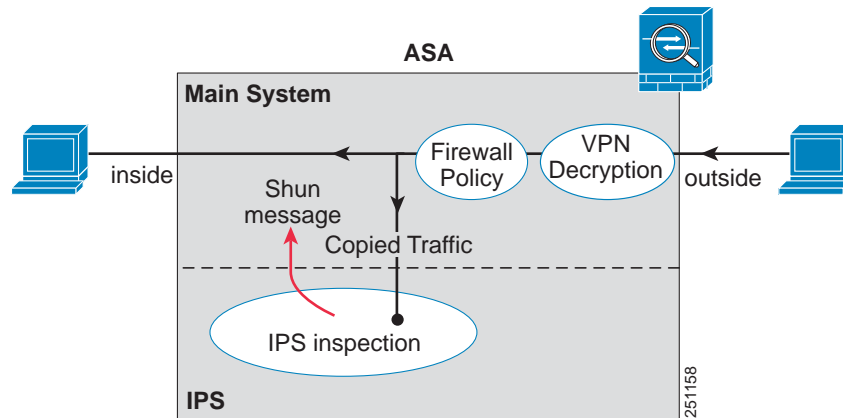 ASA
Main System
Firewall
Policy
VPN
Decryption
inside
outside
Shun
message
Copied Traffic
IPS inspection
IPS
251158